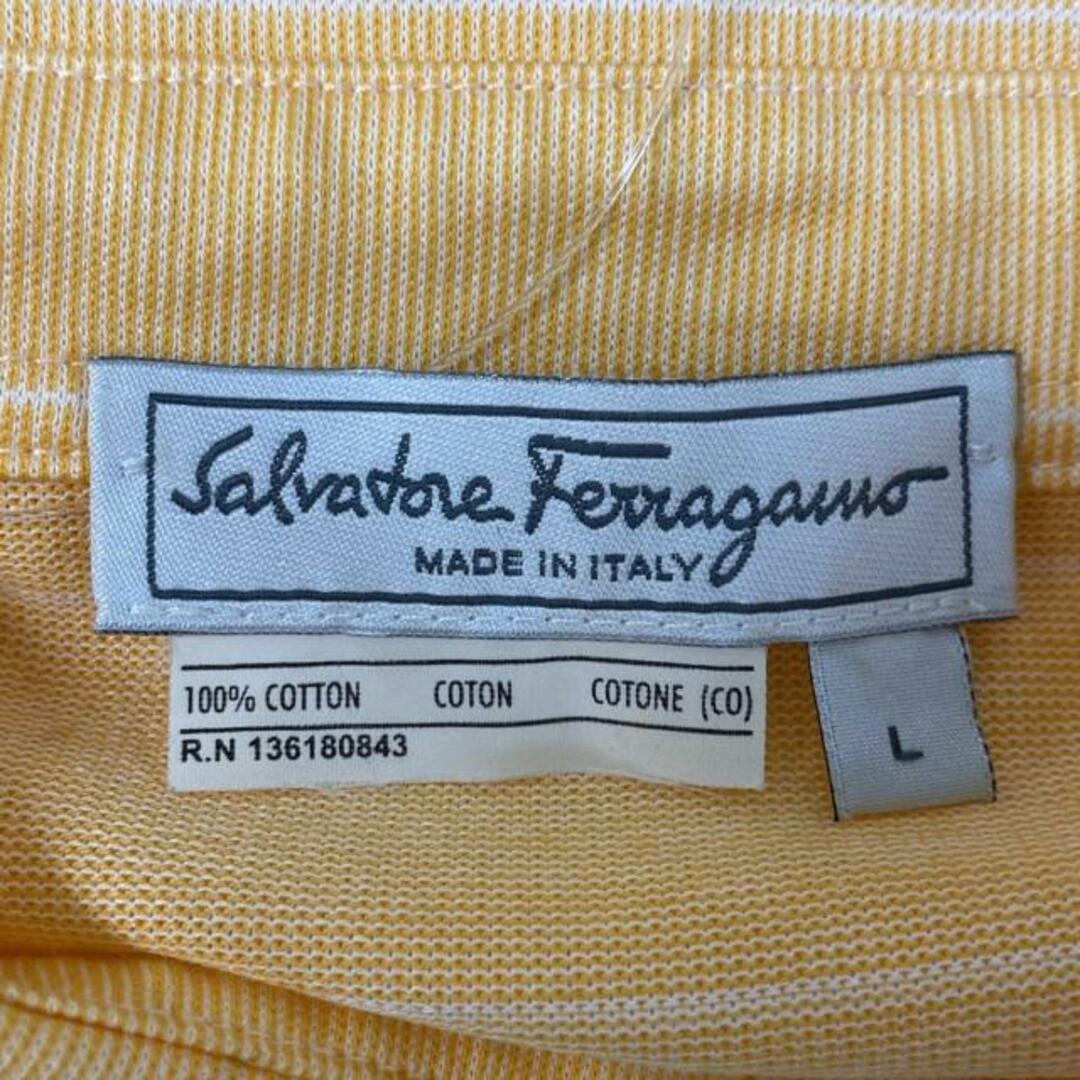 Salvatore Ferragamo
MADE IN ITALY
100% COTTON COTON COTONE (CO)
R.N 136180843
L